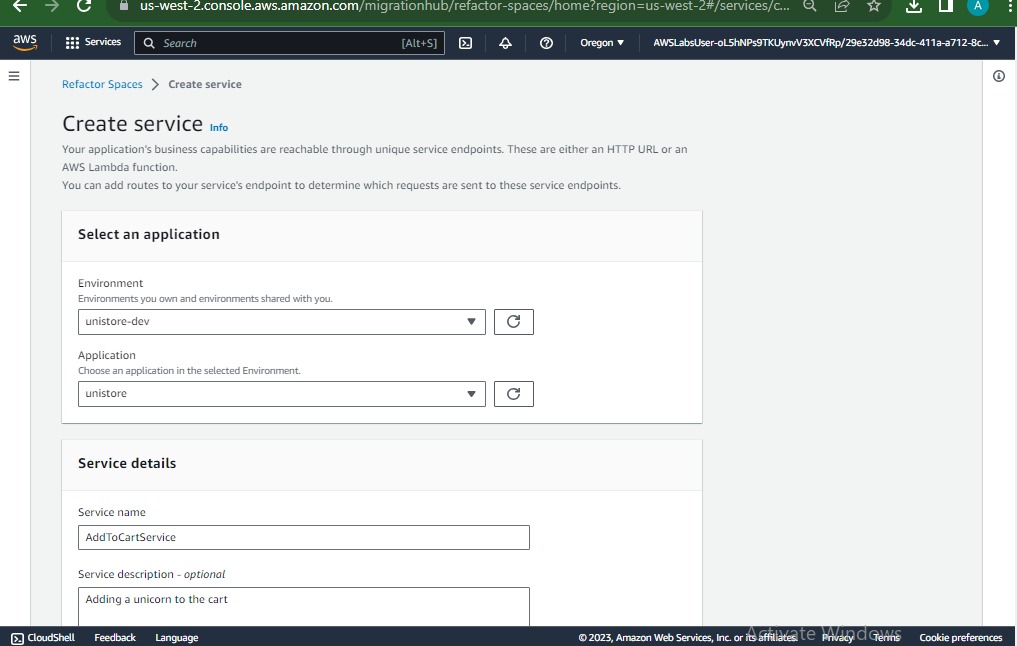 us-west-2.console.aws.amazon.com/migrationhub/refactor-spaces/home?region=us-west-2#/services/c...
A
aws
Services
Search
[Alt+S]
Oregon
AWSLabsUser-oL5hNPs9TKUynvV3XCVfRp/29e32d98-34dc-411a-a712-8c...
Refactor Spaces
Create service
Create service Info
Your application's business capabilities are reachable through unique service endpoints. These are either an HTTP URL or an
AWS Lambda function.
You can add routes to your service's endpoint to determine which requests are sent to these service endpoints.
Select an application
Environment
Environments you own and environments shared with you.
unistore-dev
Application
Choose an application in the selected Environment.
unistore
Service details
Service name
AddToCartService
Service description - optional
Adding a unicorn to the cart
Activate Windows
CloudShell
Feedback
Language
© 2023, Amazon Web Services, Inc. or its affiliates.
Privacy
Terms
Cookie preferences